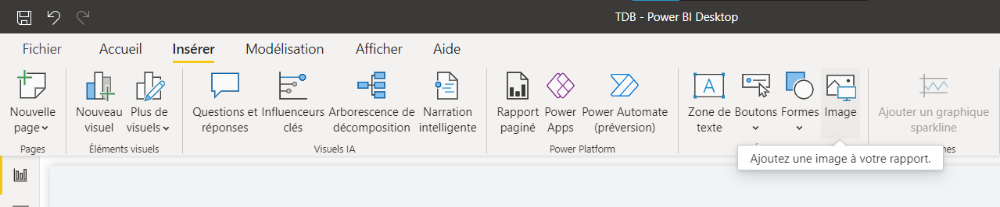 TDB - Power BI Desktop
Fichier Accueil Insérer Modélisation Afficher Aide
Nouvelle page
Nouveau visuel
Plus de visuels
Questions et réponses
Influenceurs clés
Arborescence de décomposition
Narration intelligente
Rapport paginé
Power Apps
Power Automate (préversion)
Zone de texte
Boutons
Formes
Image
Ajouter un graphique sparkline
Pages
Éléments visuels
Visuels IA
Power Platform
Ajoutez une image à votre rapport.